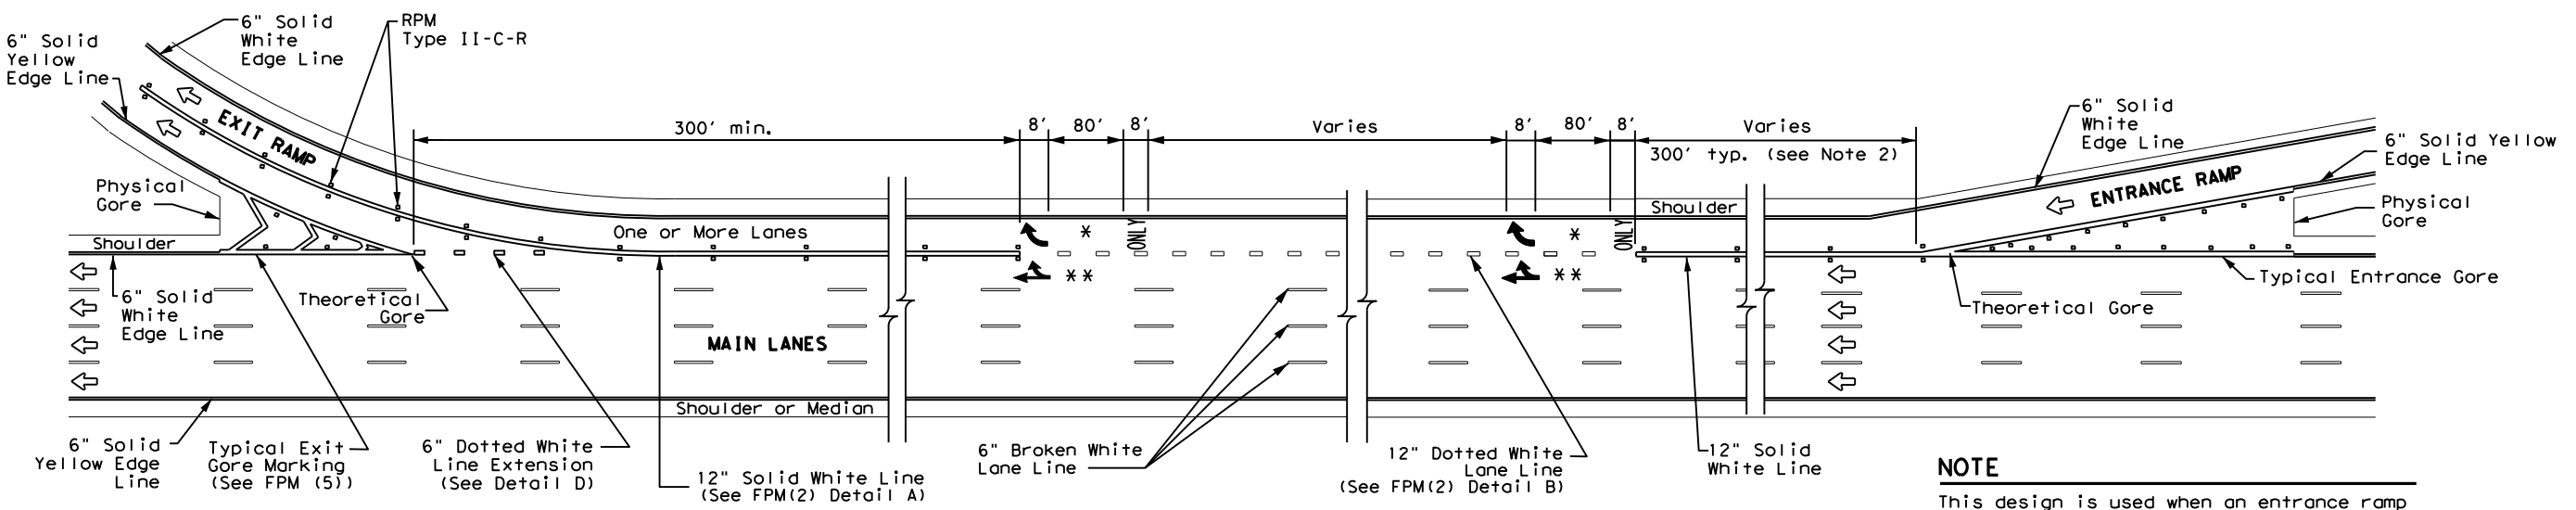 6" Solid
Yellow
Edge Line
6" Solid
White
Edge Line
RPM
Type II-C-R
EXIT RAMP
300' min.
8'
80'
8'
Varies
8'
80'
8'
Varies
300' typ. (see Note 2)
6" Solid
White
Edge Line
6" Solid Yellow
Edge Line
ENTRANCE RAMP
Physical
Gore
Physical
Gore
Shoulder
One or More Lanes
*
ONLY
*
ONLY
Shoulder
**
**
6" Solid
White
Edge Line
Theoretical
Gore
Typical Entrance Gore
Theoretical Gore
MAIN LANES
Shoulder or Median
6" Solid
Yellow Edge
Line
Typical Exit
Gore Marking
(See FPM (5))
6" Dotted White
Line Extension
(See Detail D)
12" Solid White Line
(See FPM(2) Detail A)
6" Broken White
Lane Line
12" Dotted White
Lane Line
(See FPM(2) Detail B)
12" Solid
White Line
NOTE
This design is used when an entrance ramp